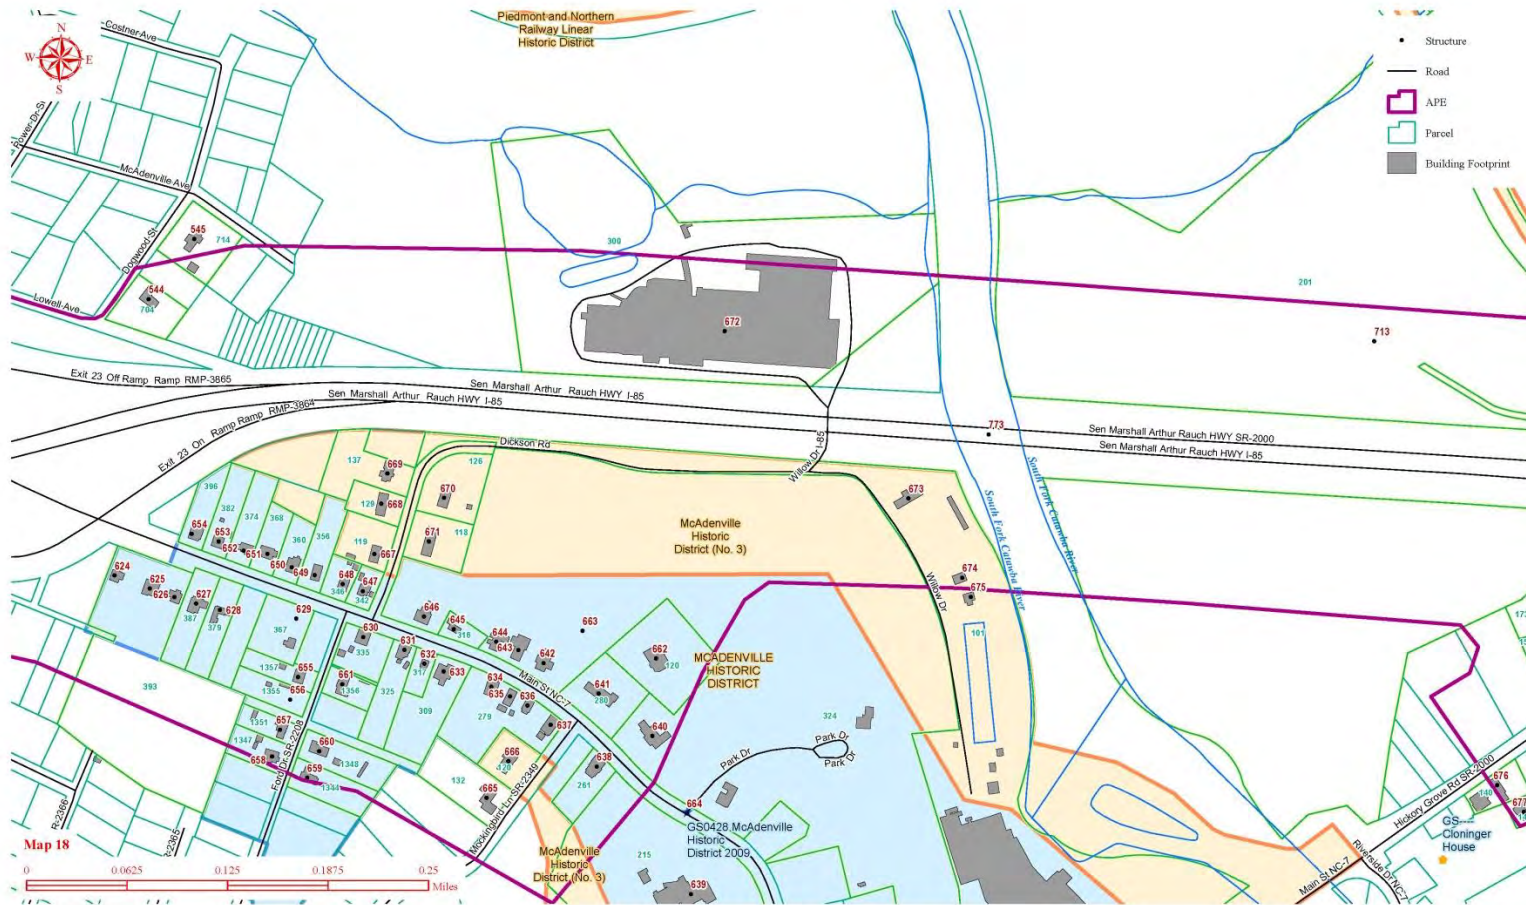 Piedmont and Northern
Railway Linear
Historic District
Structure
Road
APE
Parcel
Building Footprint
N
W
E
S
Costner Ave
Power-Dr-St
McAdenville Ave
Dogwood-St
Lowell-Ave
545
714
544
704
300
672
201
713
Exit 23 Off Ramp Ramp RMP-3865
Sen Marshall Arthur Rauch HWY I-85
Sen Marshall Arthur Rauch HWY I-85
Exit 23 On Ramp Ramp RMP-3864
773
Sen Marshall Arthur Rauch HWY SR-2000
Sen Marshall Arthur Rauch HWY I-85
Dickson Rd
Willow Dr I-85
South Fork Catawba River
South Fork Catawba River
137
669
126
396
670
673
382
129
668
374
368
356
McAdenville
Historic
District (No. 3)
654
653
360
119
671
118
652
651
667
650
649
648
647
346
342
674
675
Willow Dr
624
625
626
627
387
628
379
629
367
646
645
318
644
643
642
663
630
335
631
632
317
633
662
120
MCADENVILLE
HISTORIC
DISTRICT
101
173
393
1357
655
1355
656
661
1356
325
309
634
635
636
637
Main St NC-7
641
280
640
279
324
1351
657
1347
658
660
1348
659
1344
Ford Dr-SR-2208
666
120
638
261
132
665
Mockingbird-Ln SR-2349
Park Dr
Park Dr
Park Dr
664
GS0428 McAdenville
Historic
District 2009
McAdenville
Historic
District (No. 3)
215
639
Hickory Grove Rd SR-2000
676
140
677
GS----
Cloninger
House
Main St NC-7
Riverside Dr NC-7
R-2366
R-2365
Map 18
0
0.0625
0.125
0.1875
0.25
Miles